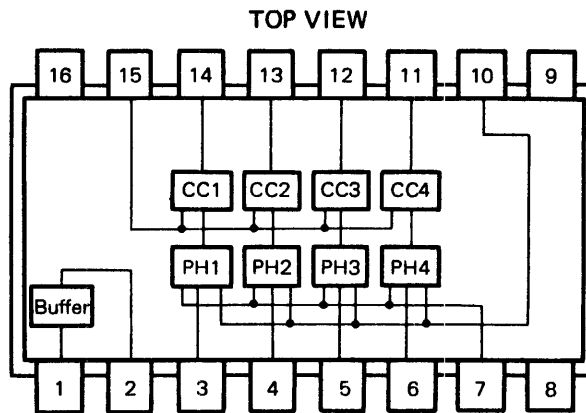 TOP VIEW
16 15 14 13 12 11 10 9
CC1 CC2 CC3 CC4
PH1 PH2 PH3 PH4
Buffer
1 2 3 4 5 6 7 8